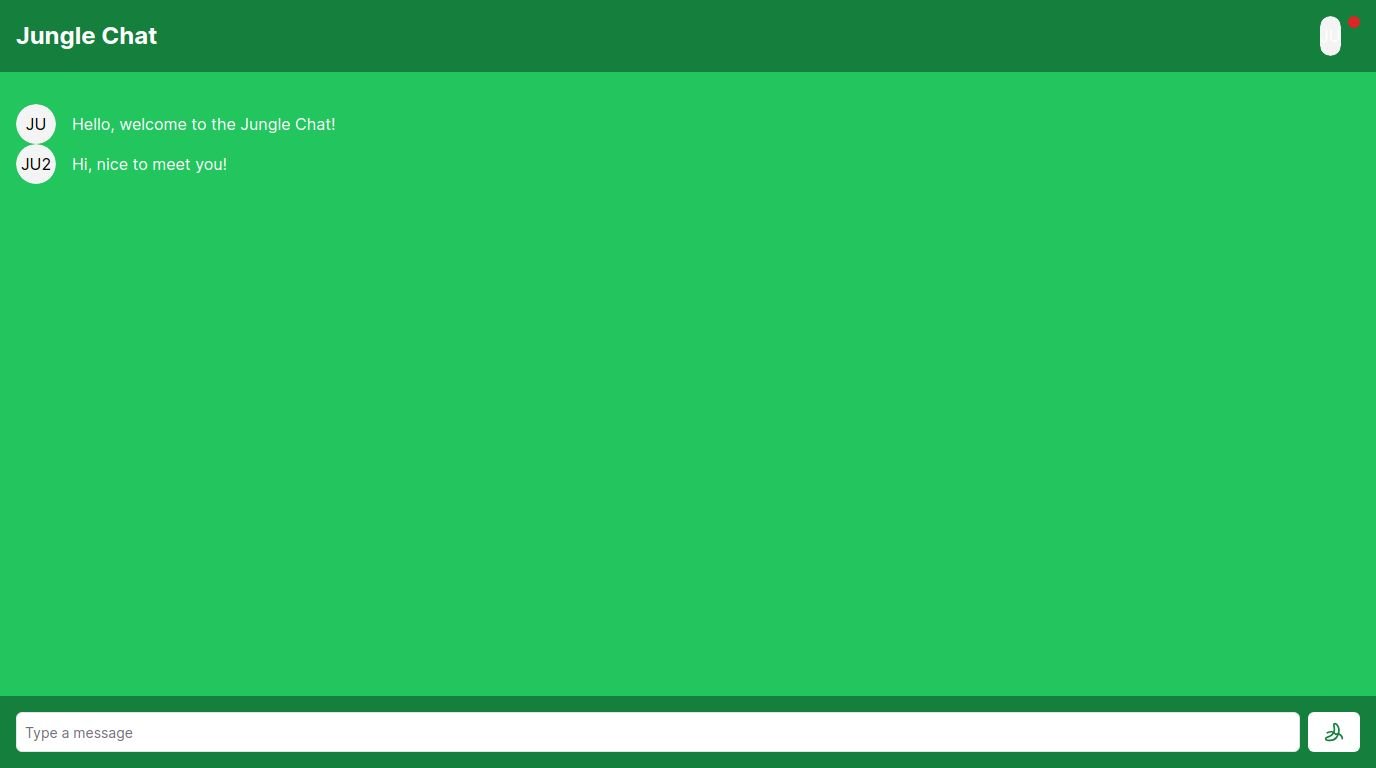 Jungle Chat
JU
Hello, welcome to the Jungle Chat!
JU2
Hi, nice to meet you!
Type a message